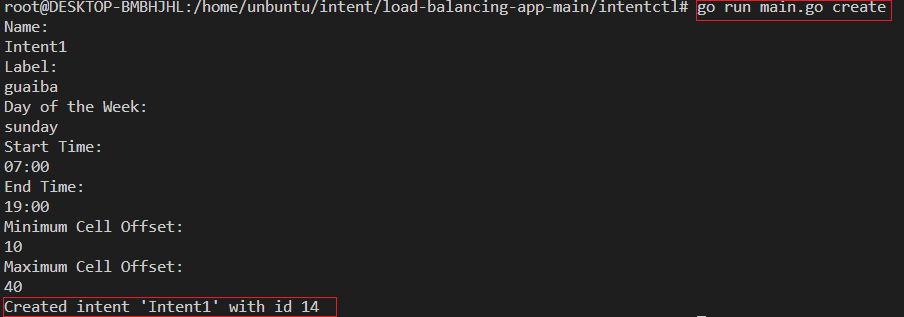 root@DESKTOP-BMBHJHL:/home/unbuntu/intent/load-balancing-app-main/intentctl# go run main.go create
Name:
Intent1
Label:
guaiba
Day of the Week:
sunday
Start Time:
07:00
End Time:
19:00
Minimum Cell Offset:
10
Maximum Cell Offset:
40
Created intent 'Intent1' with id 14